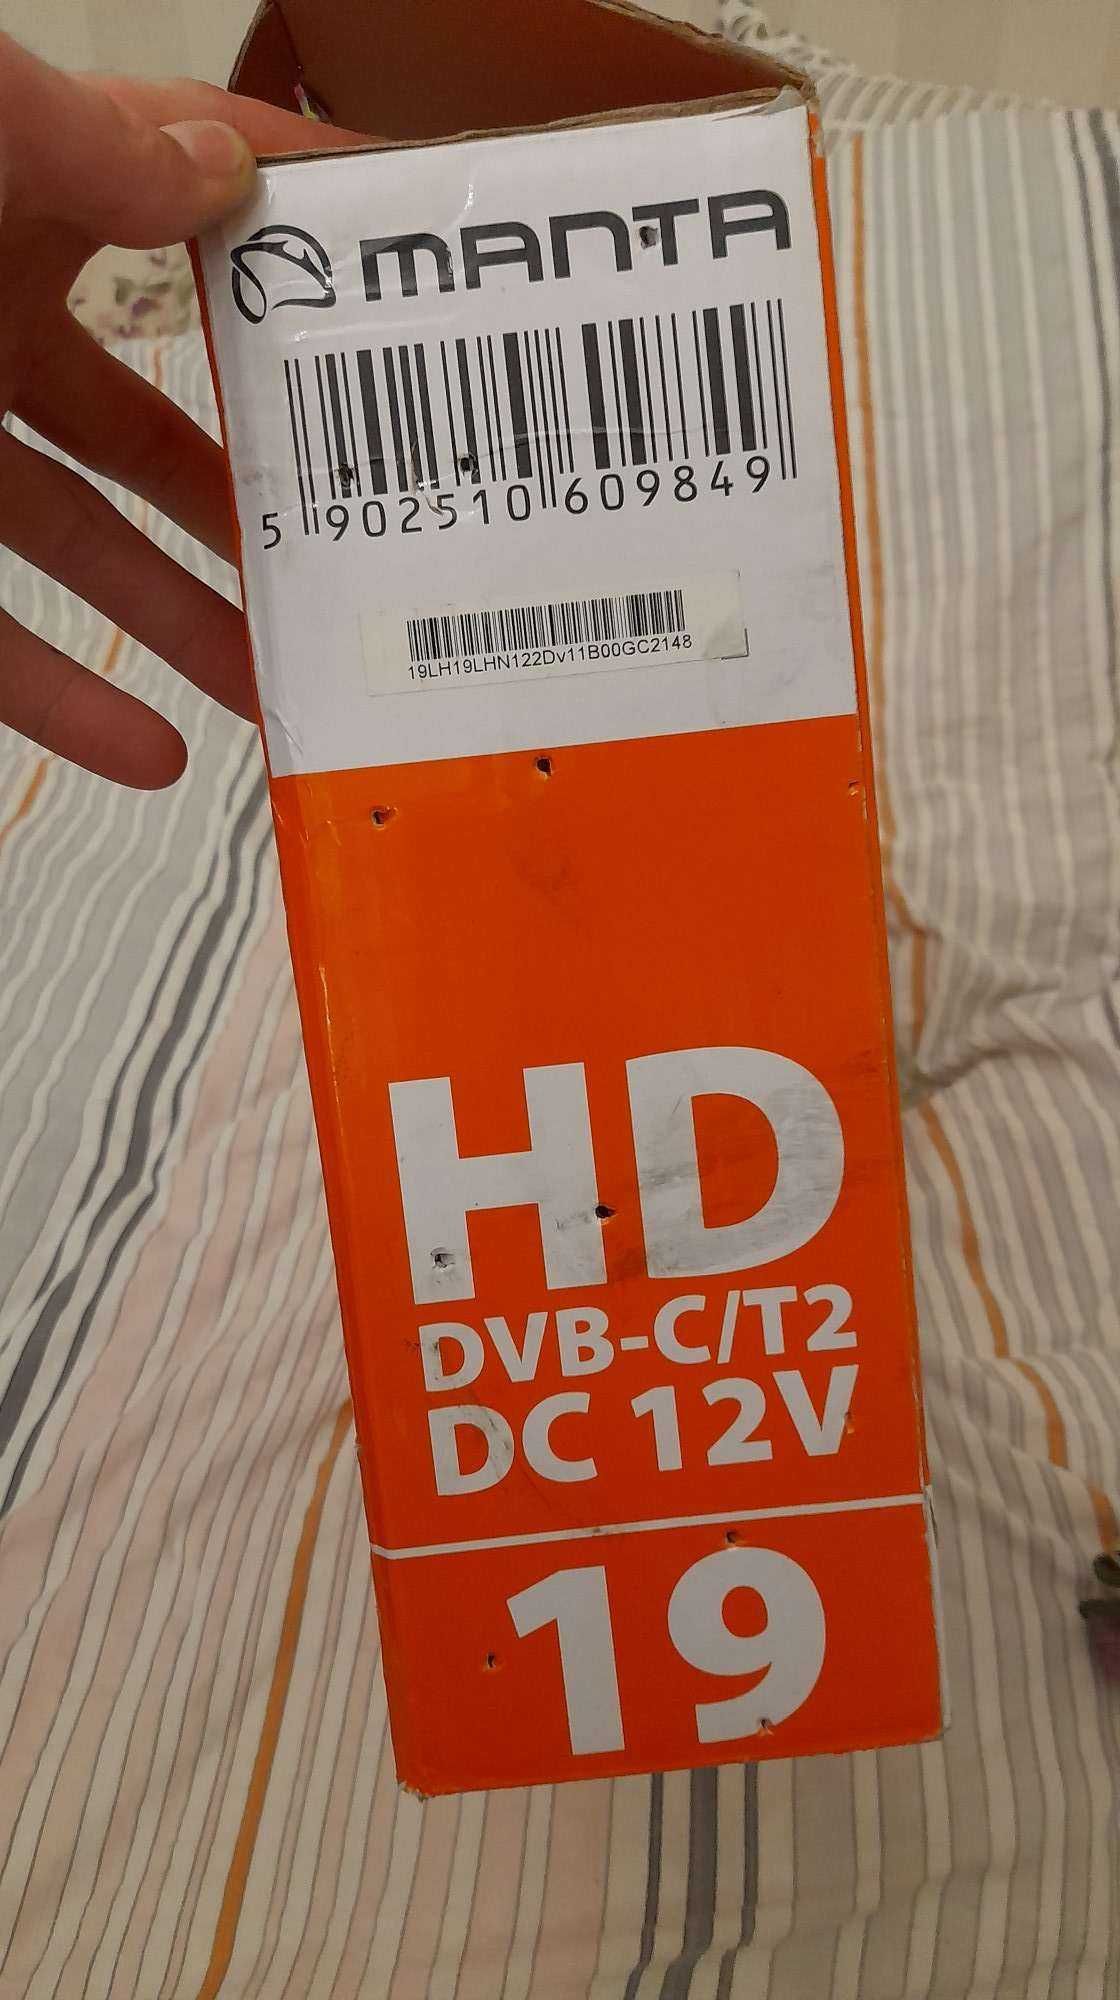 MANTA
5 902510 609849
19LH19LHN122Dv11B00GC2148
HD
DVB-C/T2
DC 12V
19